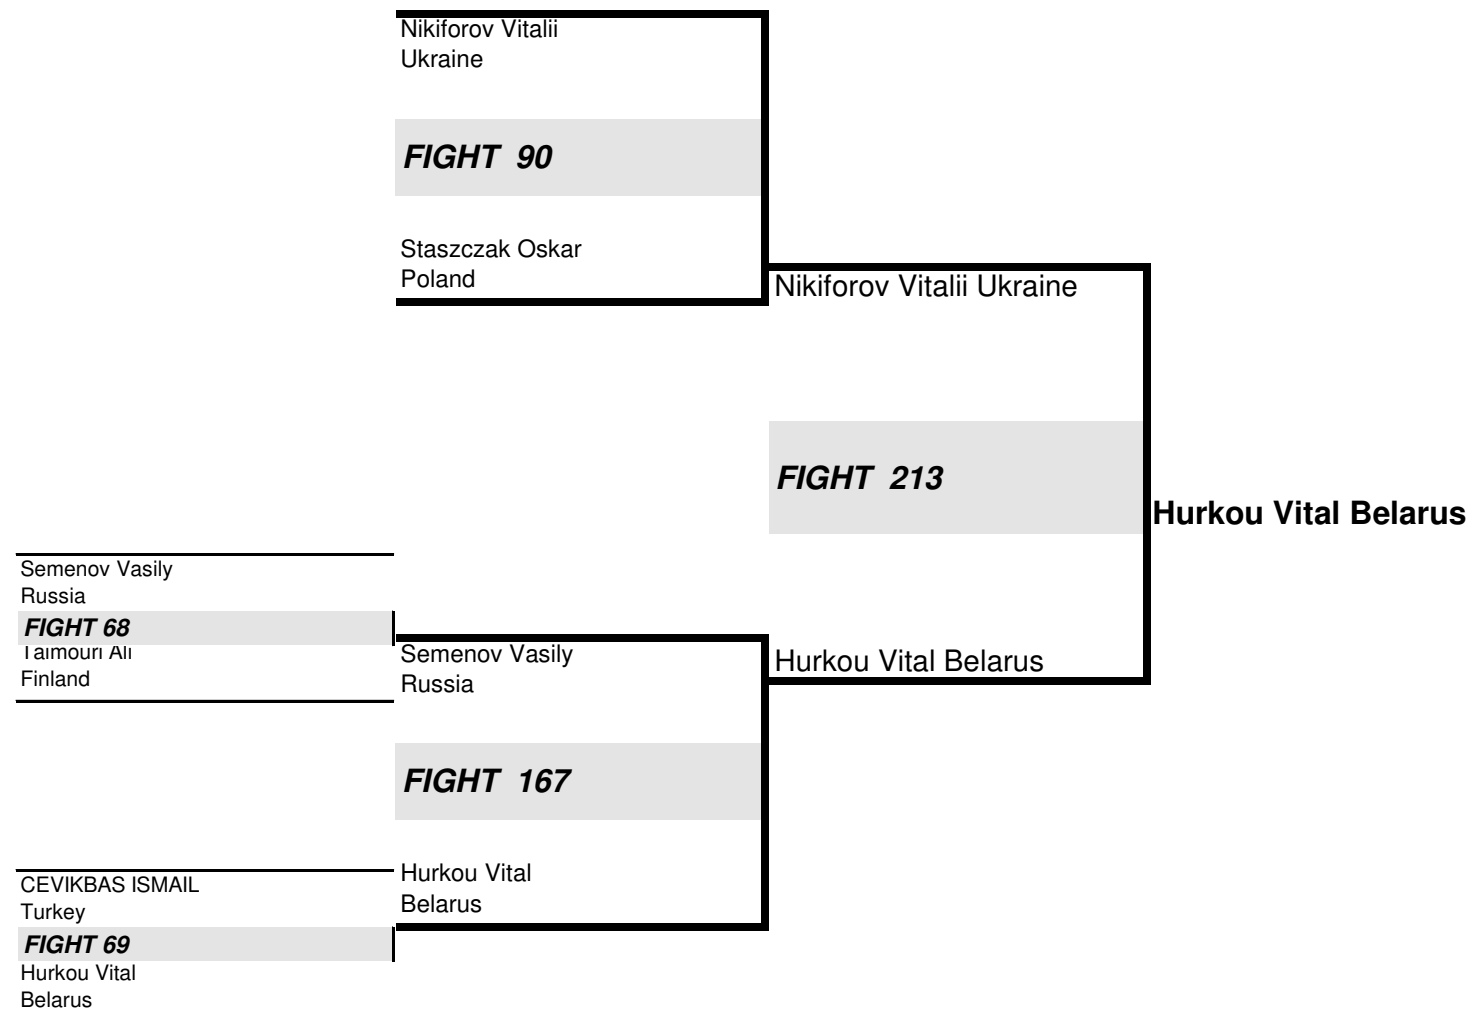 Nikiforov Vitalii
Ukraine
FIGHT 90
Staszczak Oskar
Poland
Nikiforov Vitalii Ukraine
FIGHT 213
Hurkou Vital Belarus
Semenov Vasily
Russia
FIGHT 68
Taimouri Ali
Finland
Semenov Vasily
Russia
Hurkou Vital Belarus
FIGHT 167
CEVIKBAS ISMAIL
Turkey
FIGHT 69
Hurkou Vital
Belarus
Hurkou Vital
Belarus